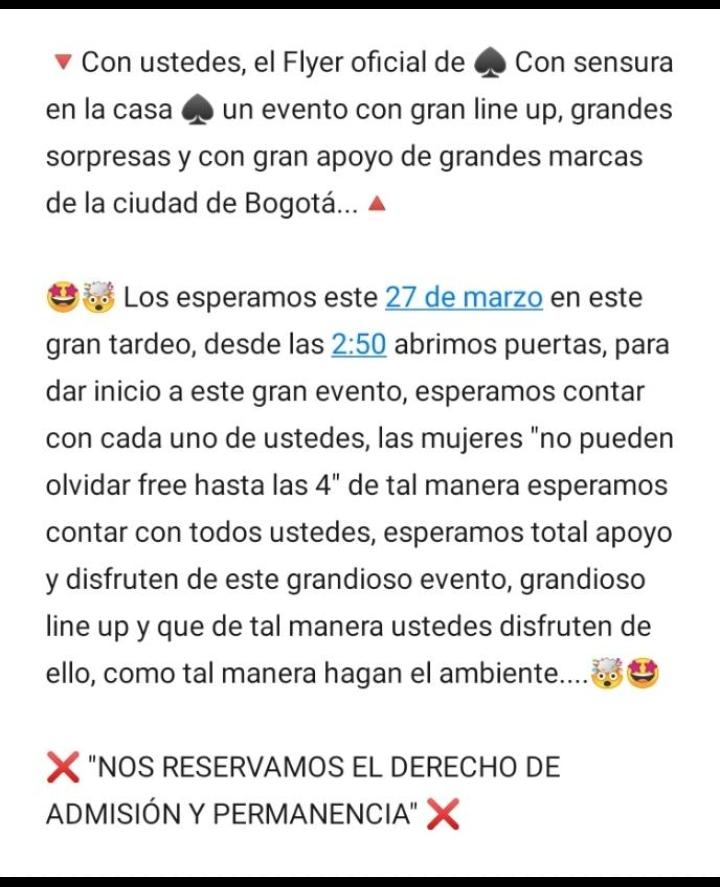 🔻 Con ustedes, el Flyer oficial de ♠️ Con sensura
en la casa ♠️ un evento con gran line up, grandes
sorpresas y con gran apoyo de grandes marcas
de la ciudad de Bogotá... 🔺
🤩🤯 Los esperamos este 27 de marzo en este
gran tardeo, desde las 2:50 abrimos puertas, para
dar inicio a este gran evento, esperamos contar
con cada uno de ustedes, las mujeres "no pueden
olvidar free hasta las 4" de tal manera esperamos
contar con todos ustedes, esperamos total apoyo
y disfruten de este grandioso evento, grandioso
line up y que de tal manera ustedes disfruten de
ello, como tal manera hagan el ambiente....🤯🤩
❌ "NOS RESERVAMOS EL DERECHO DE
ADMISIÓN Y PERMANENCIA" ❌